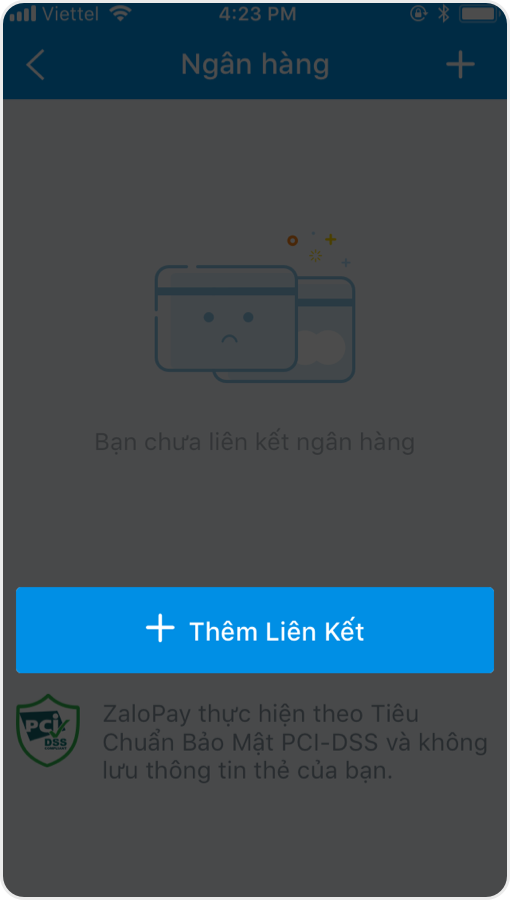 Viettel 4:23 PM
Ngân hàng
Bạn chưa liên kết ngân hàng
Thêm Liên Kết
ZaloPay thực hiện theo Tiêu
Chuẩn Bảo Mật PCI-DSS và không
lưu thông tin thẻ của bạn.
PCI
DSS
COMPLIANT